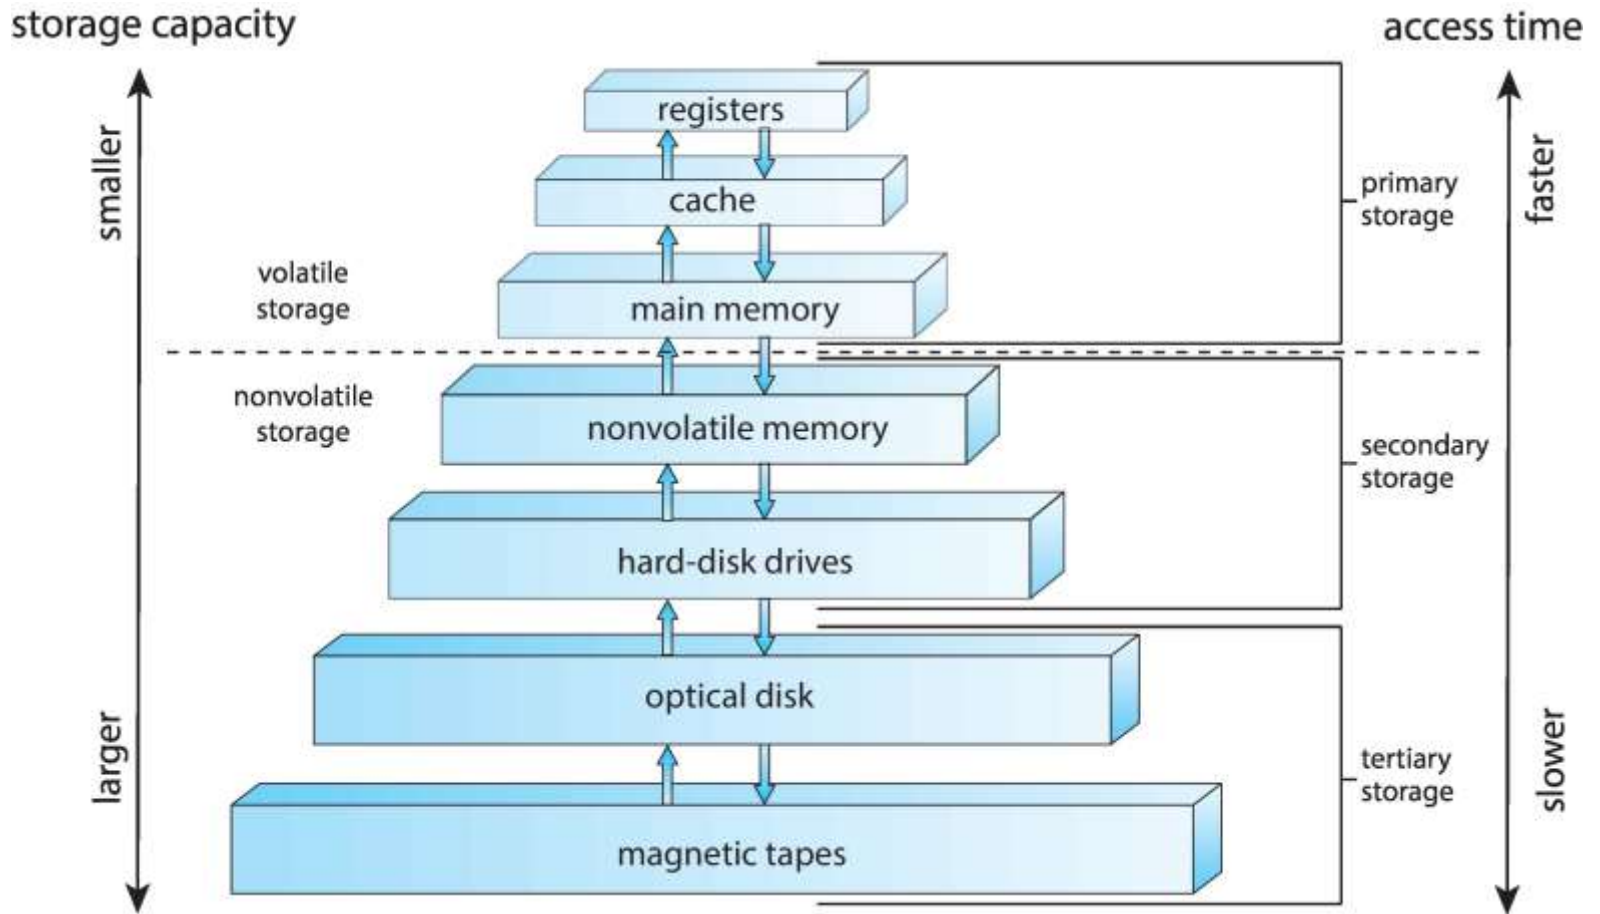 storage capacity
access time
registers
smaller
faster
cache
primary
storage
volatile
storage
main memory
nonvolatile
storage
nonvolatile memory
secondary
storage
hard-disk drives
optical disk
larger
slower
tertiary
storage
magnetic tapes